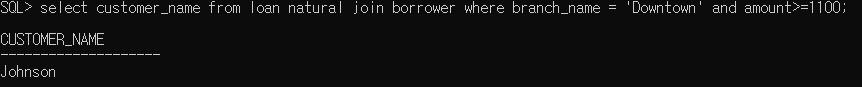 SQL> select customer_name from loan natural join borrower where branch_name = 'Downtown' and amount>=1100;
CUSTOMER_NAME
--------------------
Johnson